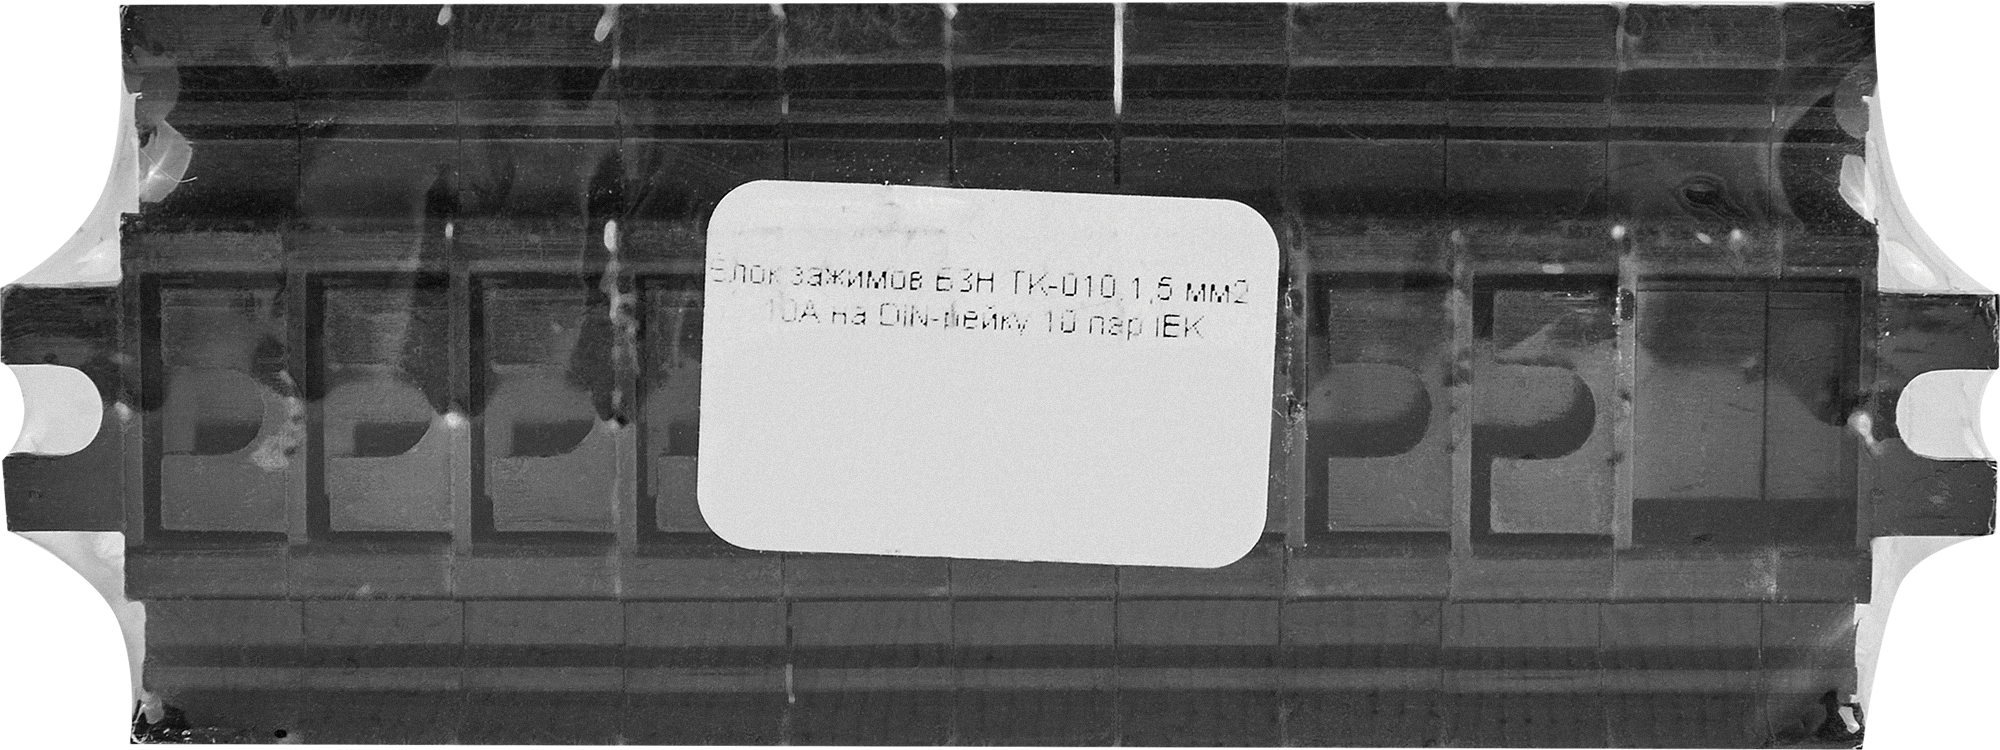 Блок зажимов БЗН ТК-010 1,5 мм2
10А на DIN-рейку 10 пар IEK